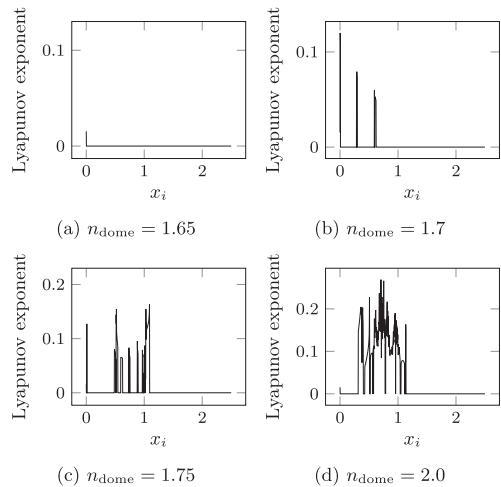 Lyapunov exponent
0.1
0
0
1
2
x_i
(a) n_dome = 1.65
Lyapunov exponent
0.1
0
0
1
2
x_i
(b) n_dome = 1.7
Lyapunov exponent
0.2
0.1
0
0
1
2
x_i
(c) n_dome = 1.75
Lyapunov exponent
0.2
0.1
0
0
1
2
x_i
(d) n_dome = 2.0